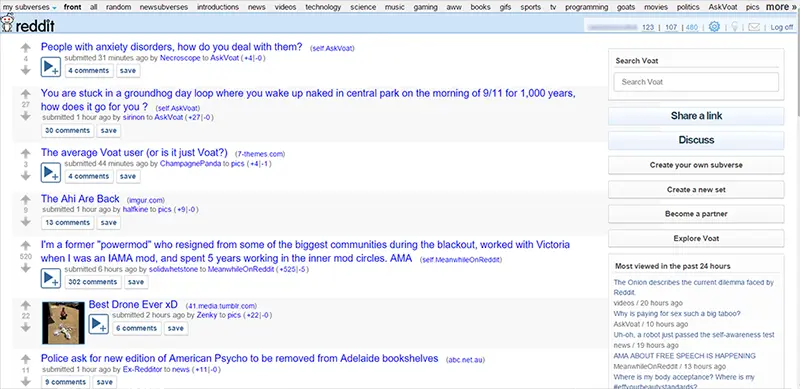 my subverses front all random newsubverses introductions news videos technology science music gaming aww books gifs sports tv programming goats movies politics AskVoat pics more »
reddit
123 | 107 | 480 | Log off
People with anxiety disorders, how do you deal with them? (self.AskVoat)
4
submitted 31 minutes ago by Necroscope to AskVoat (+4|-0)
4 comments save
You are stuck in a groundhog day loop where you wake up naked in central park on the morning of 9/11 for 1,000 years,
27
how does it go for you ? (self.AskVoat)
submitted 1 hour ago by sirinon to AskVoat (+27|-0)
30 comments save
The average Voat user (or is it just Voat?) (7-themes.com)
3
submitted 44 minutes ago by ChampagnePanda to pics (+4|-1)
4 comments save
The Ahi Are Back (imgur.com)
9
submitted 1 hour ago by halfkine to pics (+9|-0)
13 comments save
I'm a former "powermod" who resigned from some of the biggest communities during the blackout, worked with Victoria
520
when I was an IAMA mod, and spent 5 years working in the inner mod circles. AMA (self.MeanwhileOnReddit)
submitted 6 hours ago by solidwhetstone to MeanwhileOnReddit (+525|-5)
302 comments save
Best Drone Ever xD (41.media.tumblr.com)
22
submitted 2 hours ago by Zenky to pics (+22|-0)
6 comments save
Police ask for new edition of American Psycho to be removed from Adelaide bookshelves (abc.net.au)
11
submitted 1 hour ago by Ex-Redditor to news (+11|-0)
9 comments save
Search Voat
Search Voat
Share a link
Discuss
Create your own subverse
Create a new set
Become a partner
Explore Voat
Most viewed in the past 24 hours
The Onion describes the current dilemma faced by
Reddit.
videos / 20 hours ago
Why is paying for sex such a big taboo?
AskVoat / 10 hours ago
Uh-oh, a robot just passed the self-awareness test
news / 19 hours ago
AMA ABOUT FREE SPEECH IS HAPPENING
MeanwhileOnReddit / 13 hours ago
Where is my body acceptance? Where is my
#effyourbeautystandards?